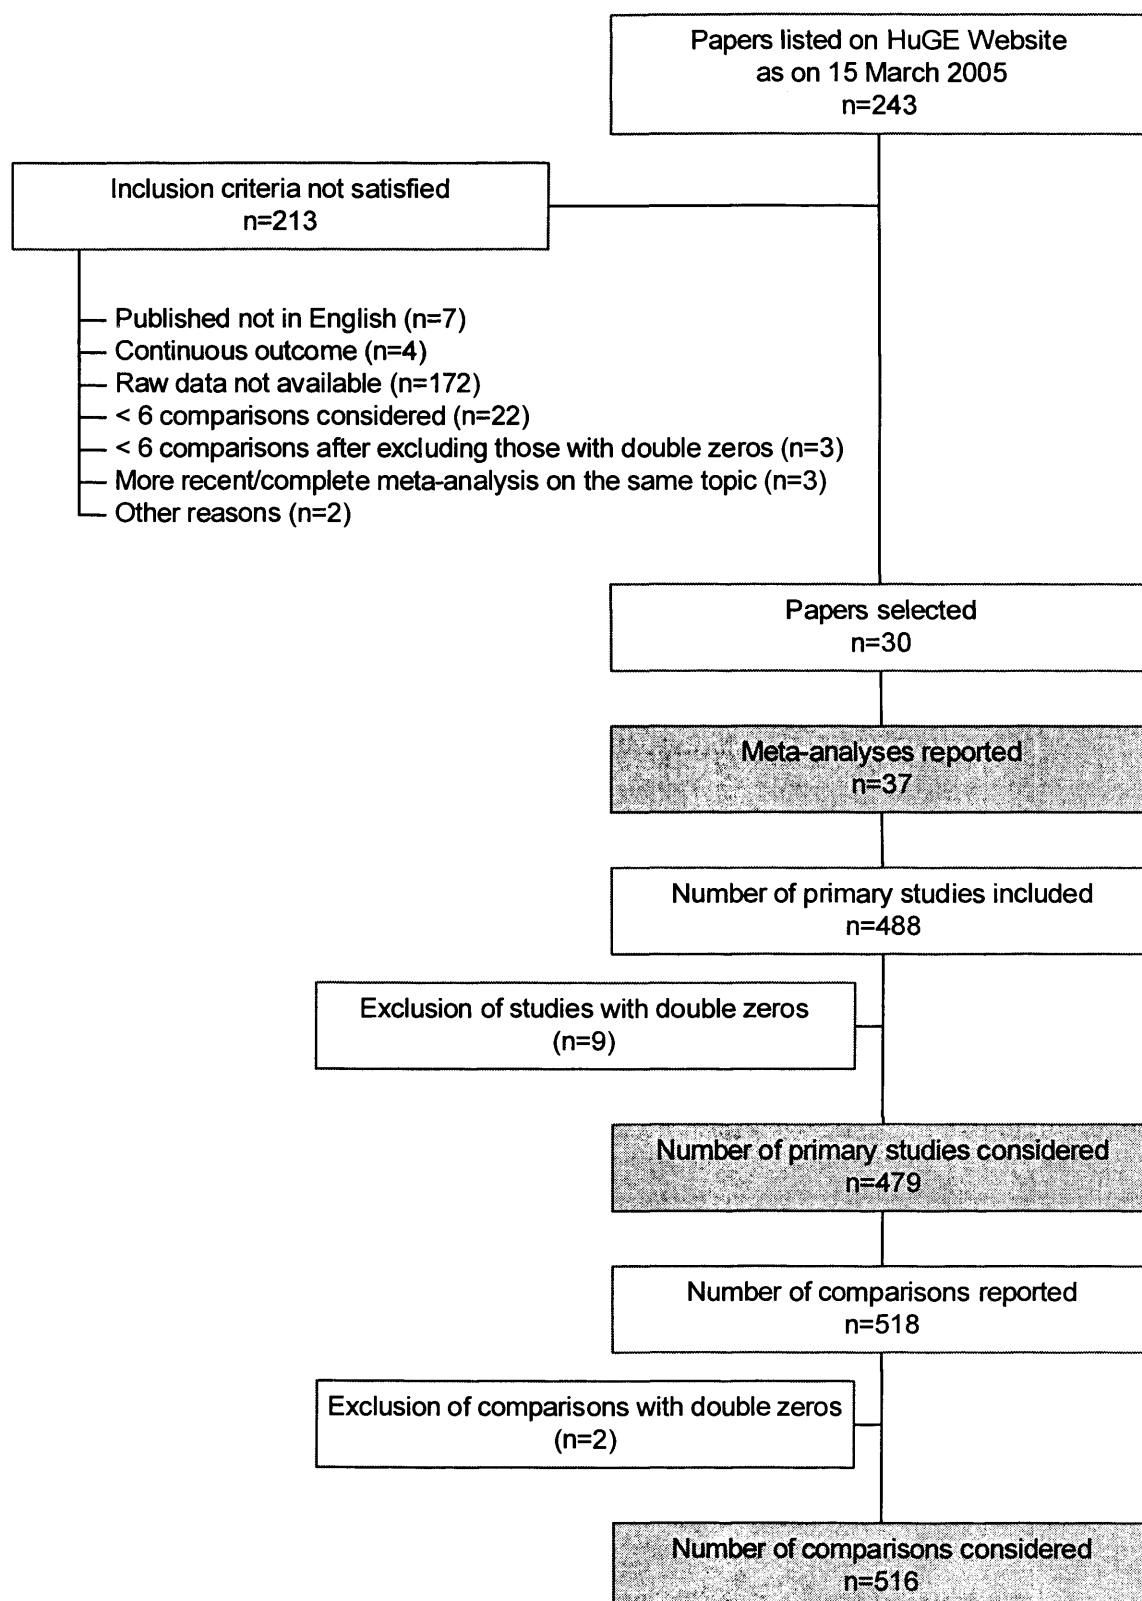 Papers listed on HuGE Website
as on 15 March 2005
n=243
Inclusion criteria not satisfied
n=213
Published not in English (n=7)
Continuous outcome (n=4)
Raw data not available (n=172)
< 6 comparisons considered (n=22)
< 6 comparisons after excluding those with double zeros (n=3)
More recent/complete meta-analysis on the same topic (n=3)
Other reasons (n=2)
Papers selected
n=30
Meta-analyses reported
n=37
Number of primary studies included
n=488
Exclusion of studies with double zeros
(n=9)
Number of primary studies considered
n=479
Number of comparisons reported
n=518
Exclusion of comparisons with double zeros
(n=2)
Number of comparisons considered
n=516